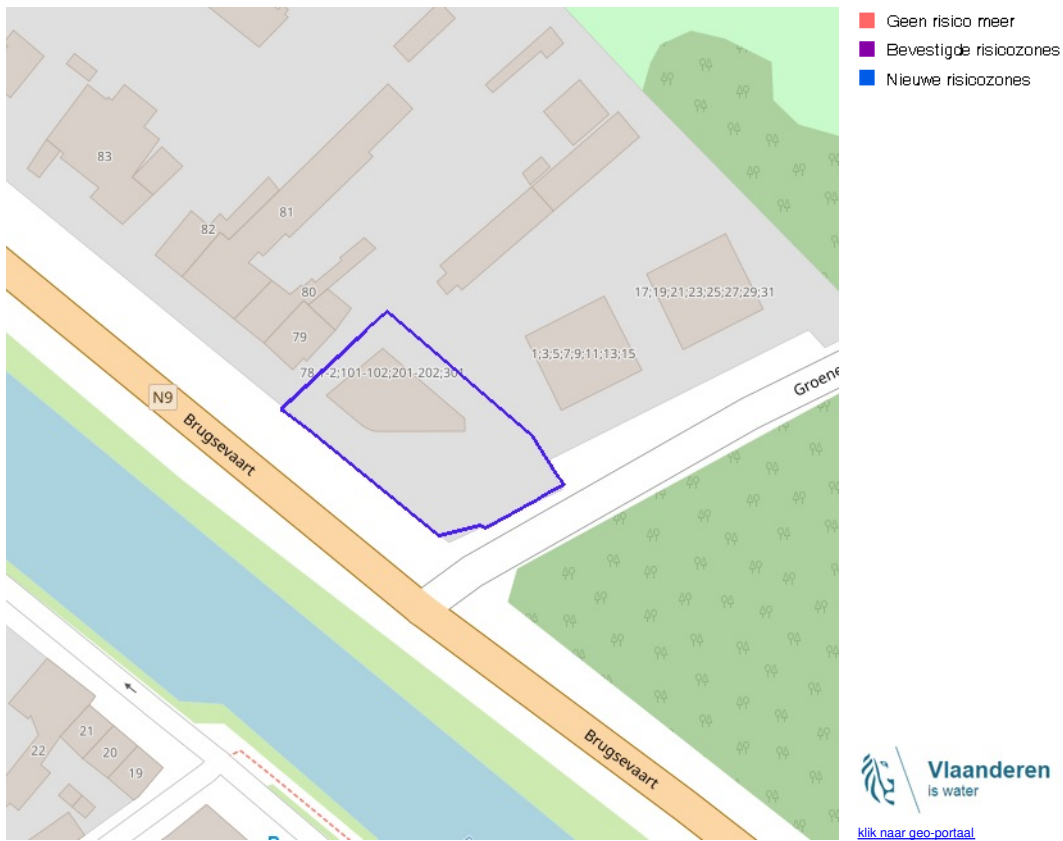 Geen risico meer
Bevestigde risicozones
Nieuwe risicozones
83
82
81
80
79
17;19;21;23;25;27;29;31
1;3;5;7;9;11;13;15
N9
Brugsevaart
Groene
22
21
20
19
Brugsevaart
Vlaanderen
is water
klik naar geo-portaal